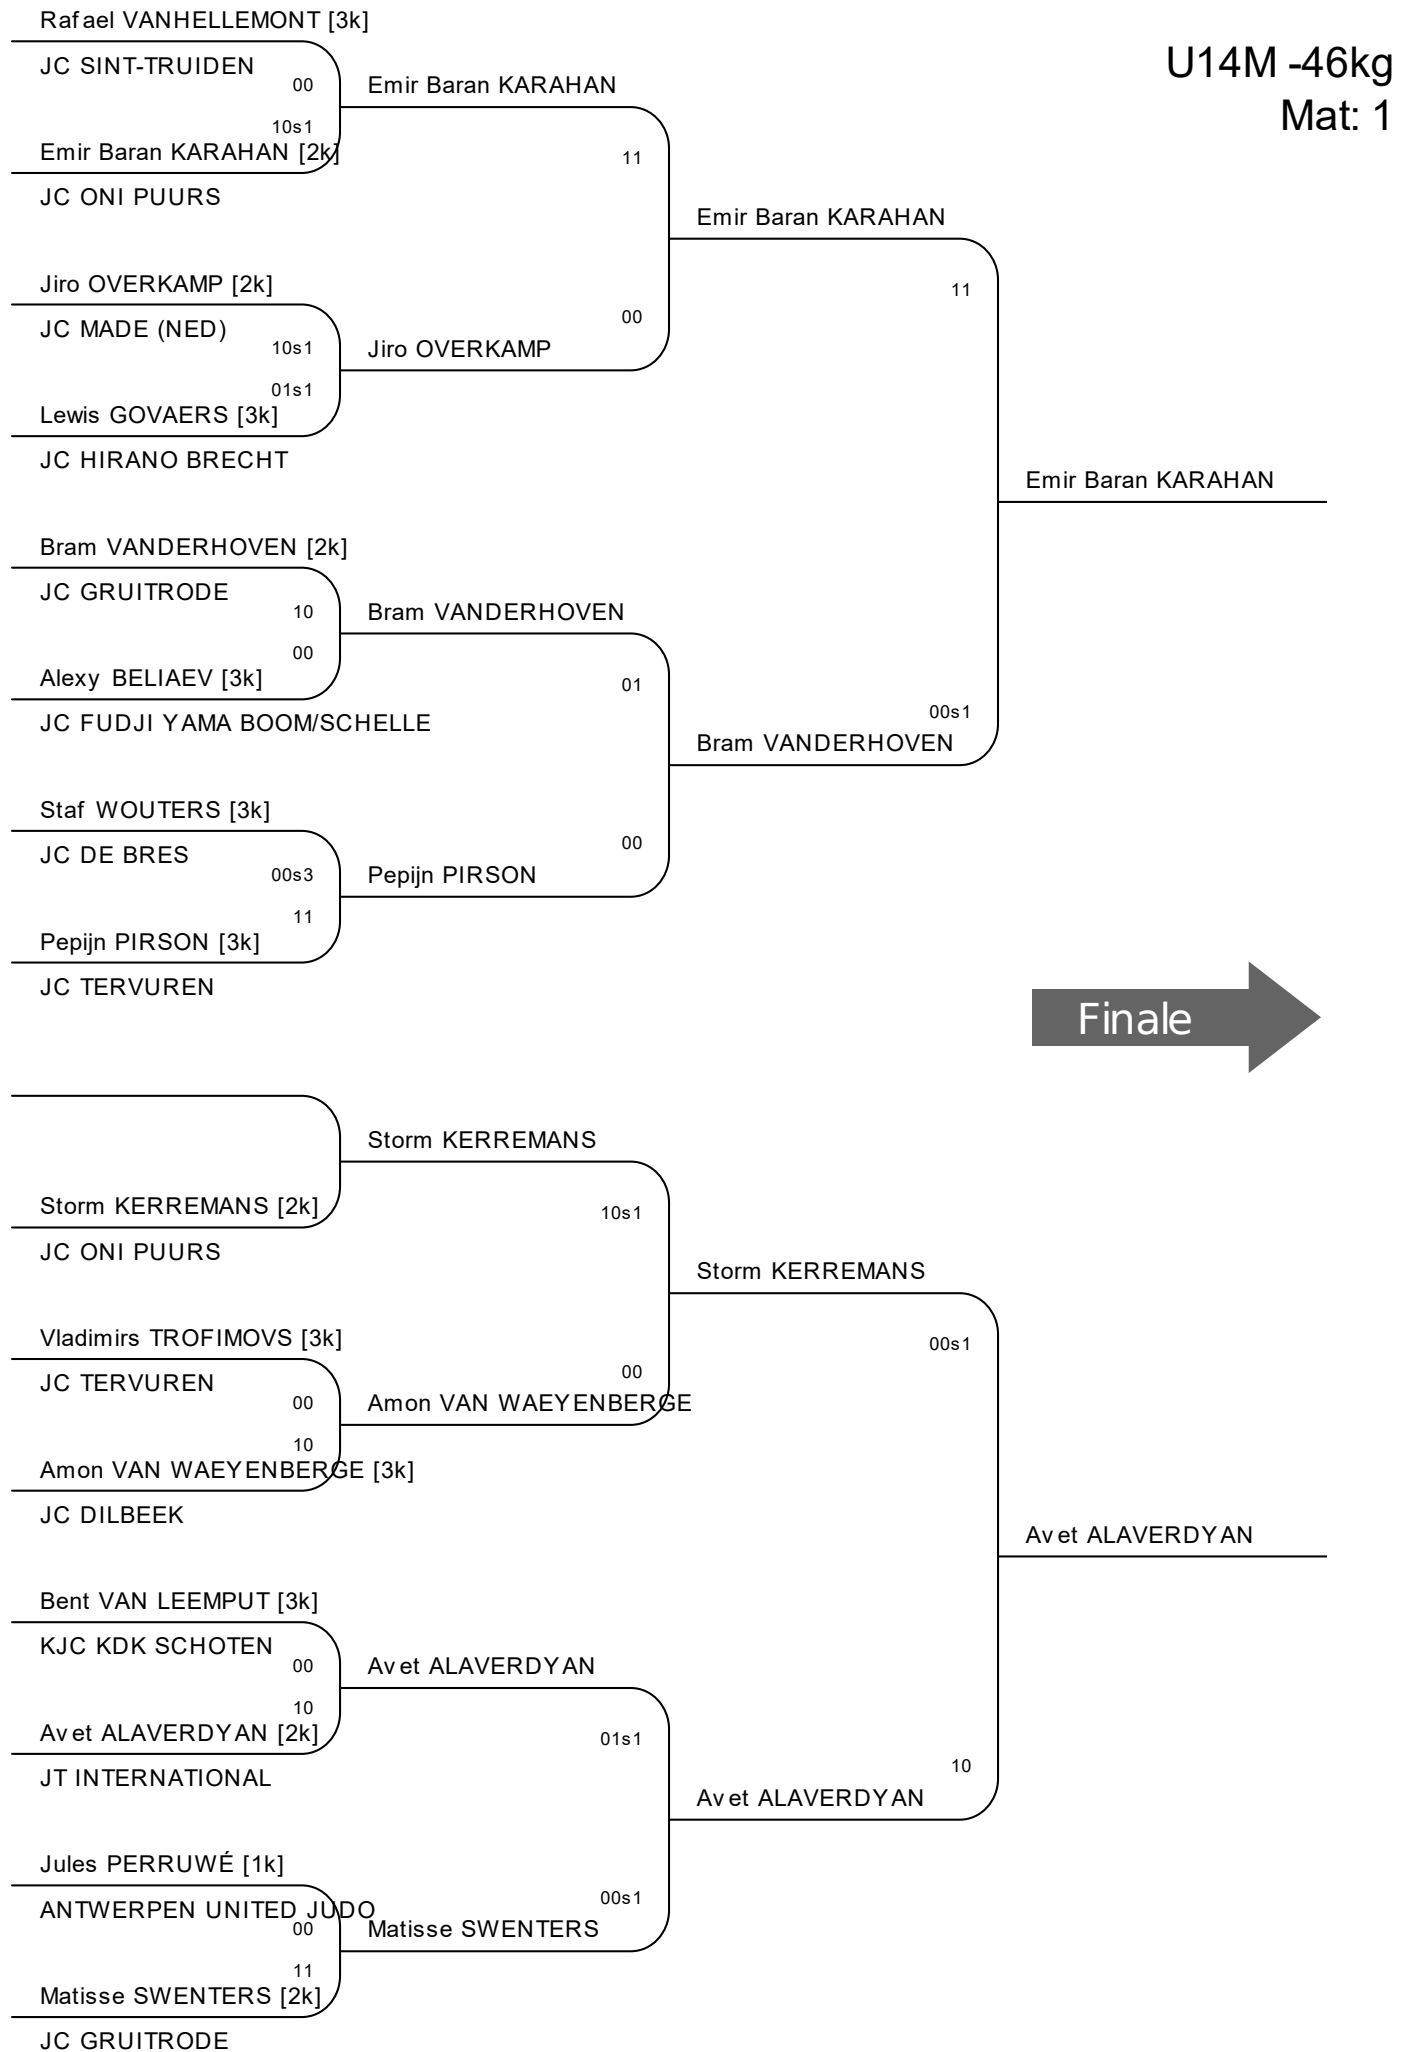 Rafael VANHELLEMONT [3k]
JC SINT-TRUIDEN
U14M -46kg
Mat: 1
00
Emir Baran KARAHAN
10s1
Emir Baran KARAHAN [2k]
11
JC ONI PUURS
Emir Baran KARAHAN
Jiro OVERKAMP [2k]
11
JC MADE (NED)
00
10s1
Jiro OVERKAMP
01s1
Lewis GOVAERS [3k]
JC HIRANO BRECHT
Emir Baran KARAHAN
Bram VANDERHOVEN [2k]
JC GRUITRODE
10
Bram VANDERHOVEN
00
Alexy BELIAEV [3k]
01
JC FUDJI YAMA BOOM/SCHELLE
00s1
Bram VANDERHOVEN
Staf WOUTERS [3k]
JC DE BRES
00
00s3
Pepijn PIRSON
11
Pepijn PIRSON [3k]
JC TERVUREN
Finale
Storm KERREMANS
Storm KERREMANS [2k]
10s1
JC ONI PUURS
Storm KERREMANS
Vladimirs TROFIMOVS [3k]
00s1
JC TERVUREN
00
00
Amon VAN WAEYENBERGE
10
Amon VAN WAEYENBERGE [3k]
JC DILBEEK
Avet ALAVERDYAN
Bent VAN LEEMPUT [3k]
KJC KDK SCHOTEN
00
Avet ALAVERDYAN
10
Avet ALAVERDYAN [2k]
01s1
JT INTERNATIONAL
10
Avet ALAVERDYAN
Jules PERRUWÉ [1k]
ANTWERPEN UNITED JUDO
00s1
00
Matisse SWENTERS
11
Matisse SWENTERS [2k]
JC GRUITRODE